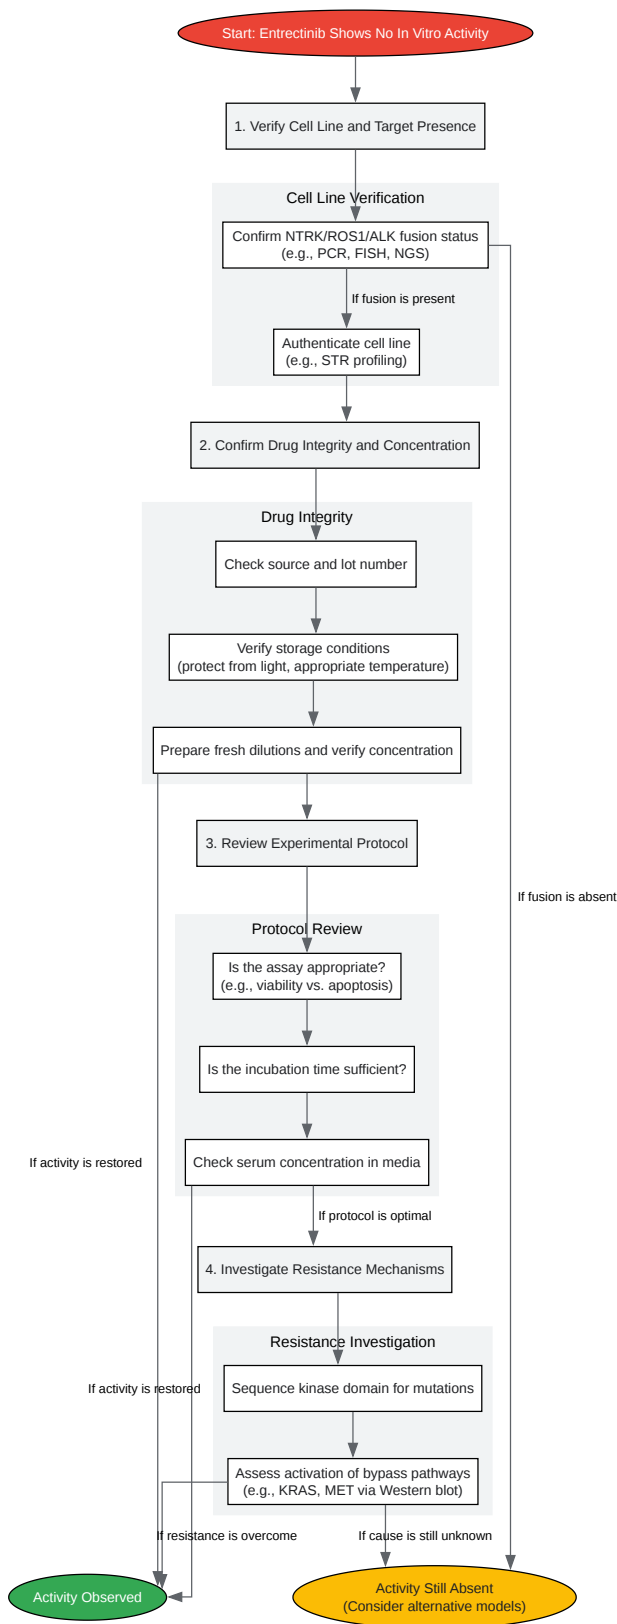 Start: Entrectinib Shows No In Vitro Activity
1. Verify Cell Line and Target Presence
Cell Line Verification
Confirm NTRK/ROS1/ALK fusion status
(e.g., PCR, FISH, NGS)
If fusion is present
Authenticate cell line
(e.g., STR profiling)
2. Confirm Drug Integrity and Concentration
Drug Integrity
Check source and lot number
Verify storage conditions
(protect from light, appropriate temperature)
Prepare fresh dilutions and verify concentration
3. Review Experimental Protocol
If fusion is absent
Protocol Review
Is the assay appropriate?
(e.g., viability vs. apoptosis)
Is the incubation time sufficient?
If activity is restored
Check serum concentration in media
If protocol is optimal
4. Investigate Resistance Mechanisms
Resistance Investigation
If activity is restored
Sequence kinase domain for mutations
Assess activation of bypass pathways
(e.g., KRAS, MET via Western blot)
If resistance is overcome
If cause is still unknown
Activity Observed
Activity Still Absent
(Consider alternative models)